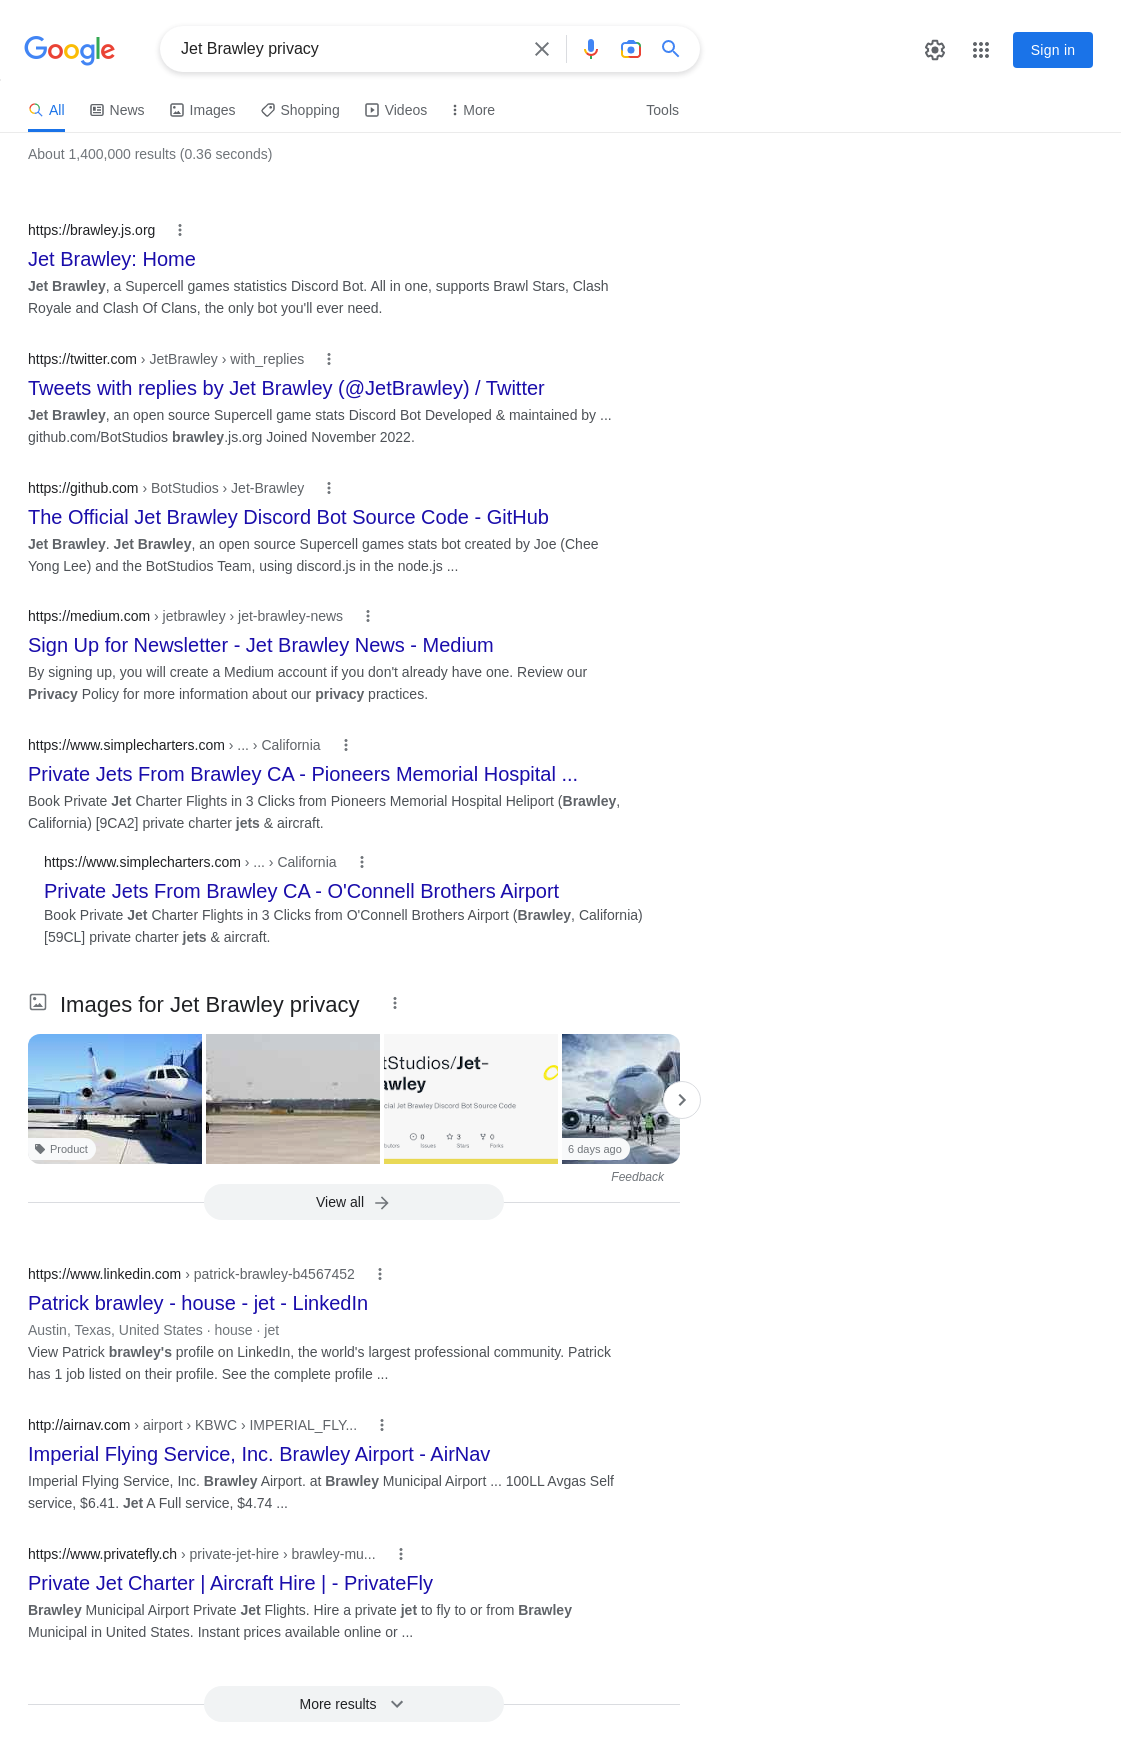 Google
Jet Brawley privacy
Sign in
All
News
Images
Shopping
Videos
More
Tools
About 1,400,000 results (0.36 seconds)
https://brawley.js.org
Jet Brawley: Home
Jet Brawley, a Supercell games statistics Discord Bot. All in one, supports Brawl Stars, Clash
Royale and Clash Of Clans, the only bot you'll ever need.
https://twitter.com › JetBrawley › with_replies
Tweets with replies by Jet Brawley (@JetBrawley) / Twitter
Jet Brawley, an open source Supercell game stats Discord Bot Developed & maintained by ...
github.com/BotStudios brawley.js.org Joined November 2022.
https://github.com › BotStudios › Jet-Brawley
The Official Jet Brawley Discord Bot Source Code - GitHub
Jet Brawley. Jet Brawley, an open source Supercell games stats bot created by Joe (Chee
Yong Lee) and the BotStudios Team, using discord.js in the node.js ...
https://medium.com › jetbrawley › jet-brawley-news
Sign Up for Newsletter - Jet Brawley News - Medium
By signing up, you will create a Medium account if you don't already have one. Review our
Privacy Policy for more information about our privacy practices.
https://www.simplecharters.com › ... › California
Private Jets From Brawley CA - Pioneers Memorial Hospital ...
Book Private Jet Charter Flights in 3 Clicks from Pioneers Memorial Hospital Heliport (Brawley,
California) [9CA2] private charter jets & aircraft.
https://www.simplecharters.com › ... › California
Private Jets From Brawley CA - O'Connell Brothers Airport
Book Private Jet Charter Flights in 3 Clicks from O'Connell Brothers Airport (Brawley, California)
[59CL] private charter jets & aircraft.
Images for Jet Brawley privacy
Product
tStudios/Jet-
awley
cial Jet Brawley Discord Bot Source Code
0 3 0
butors Issues Stars Forks
6 days ago
Feedback
View all
https://www.linkedin.com › patrick-brawley-b4567452
Patrick brawley - house - jet - LinkedIn
Austin, Texas, United States · house · jet
View Patrick brawley's profile on LinkedIn, the world's largest professional community. Patrick
has 1 job listed on their profile. See the complete profile ...
http://airnav.com › airport › KBWC › IMPERIAL_FLY...
Imperial Flying Service, Inc. Brawley Airport - AirNav
Imperial Flying Service, Inc. Brawley Airport. at Brawley Municipal Airport ... 100LL Avgas Self
service, $6.41. Jet A Full service, $4.74 ...
https://www.privatefly.ch › private-jet-hire › brawley-mu...
Private Jet Charter | Aircraft Hire | - PrivateFly
Brawley Municipal Airport Private Jet Flights. Hire a private jet to fly to or from Brawley
Municipal in United States. Instant prices available online or ...
More results